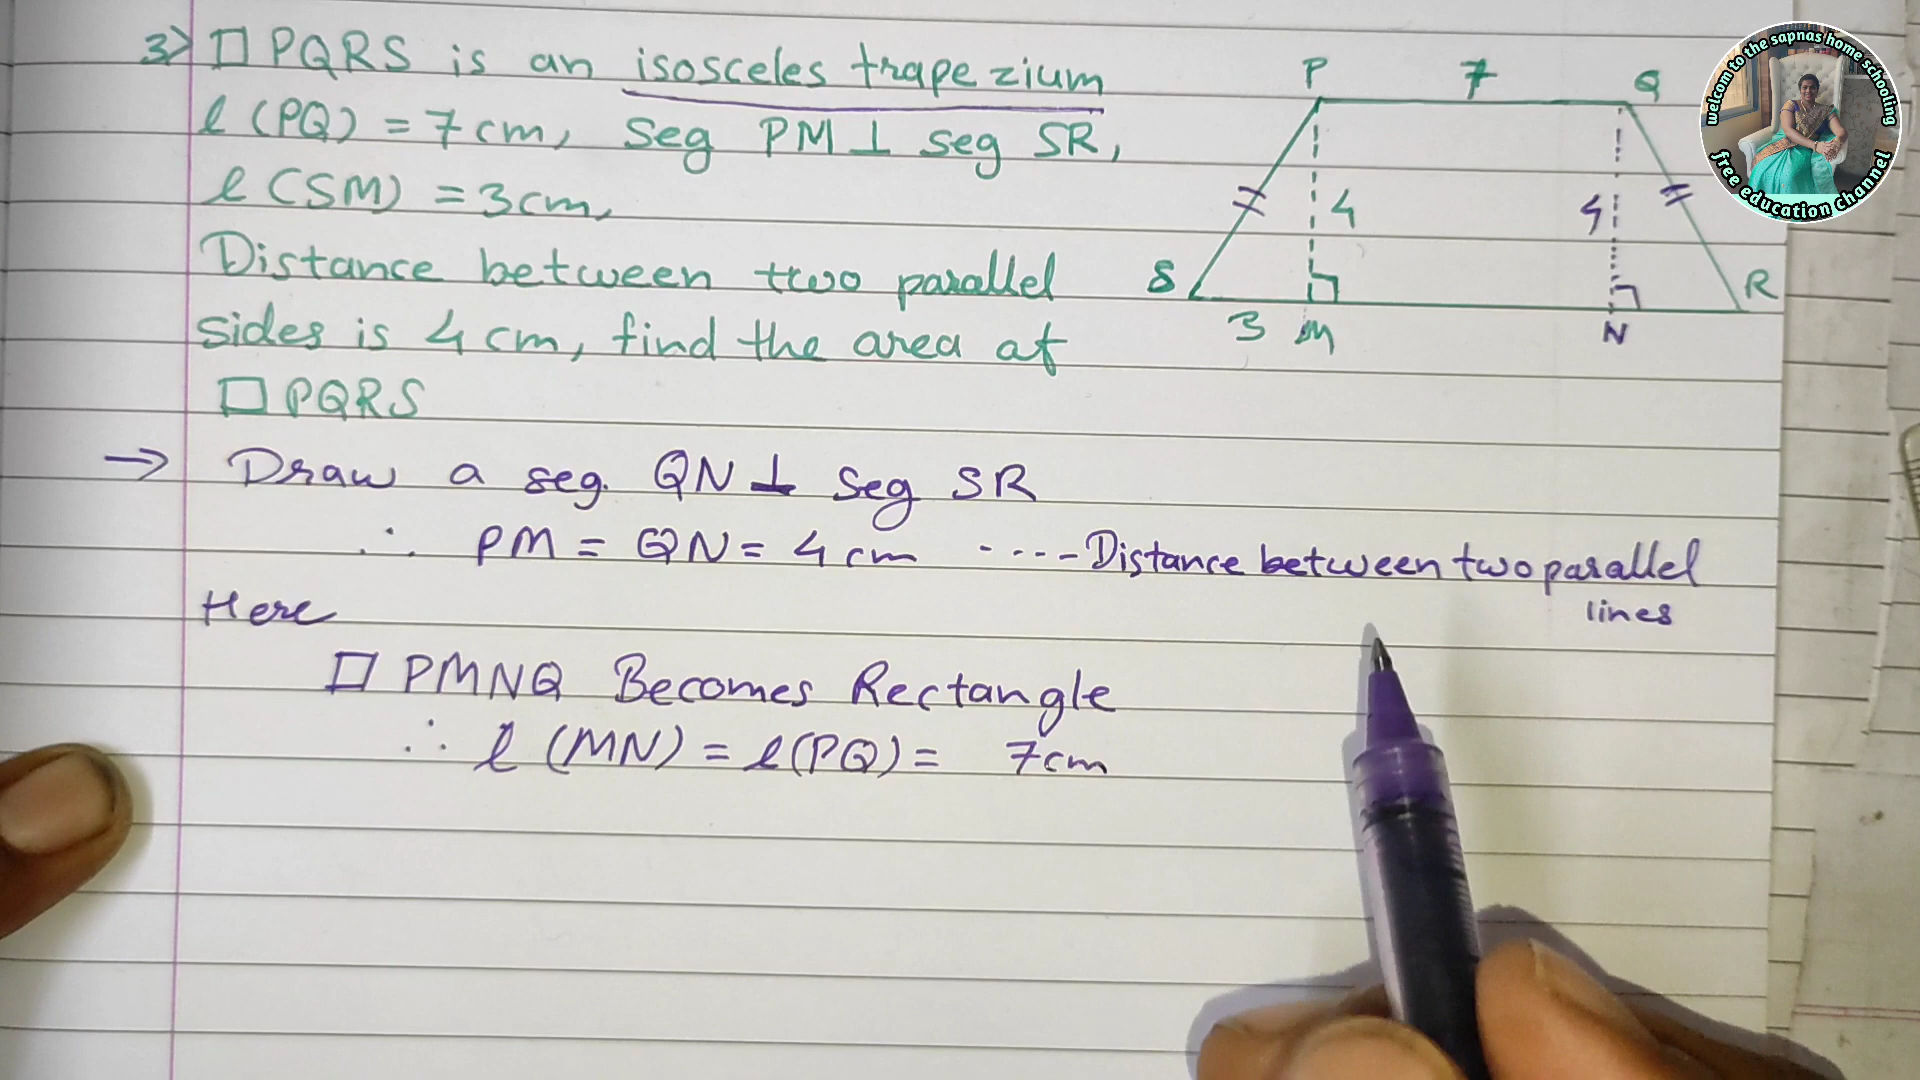 3> □ PQRS is an isosceles trapezium
l (PQ) = 7 cm, seg PM ⊥ seg SR,
l (SM) = 3 cm,
Distance between two parallel
sides is 4 cm, find the area of
□ PQRS
P 7 Q
4 4
S R
3 M N
→ Draw a seg. QN ⊥ seg SR
∴ PM = QN = 4 cm ----Distance between two parallel
lines
Here
□ PMNQ Becomes Rectangle
∴ l (MN) = l (PQ) = 7cm
welcom to the sapnas home schooling
free education channel